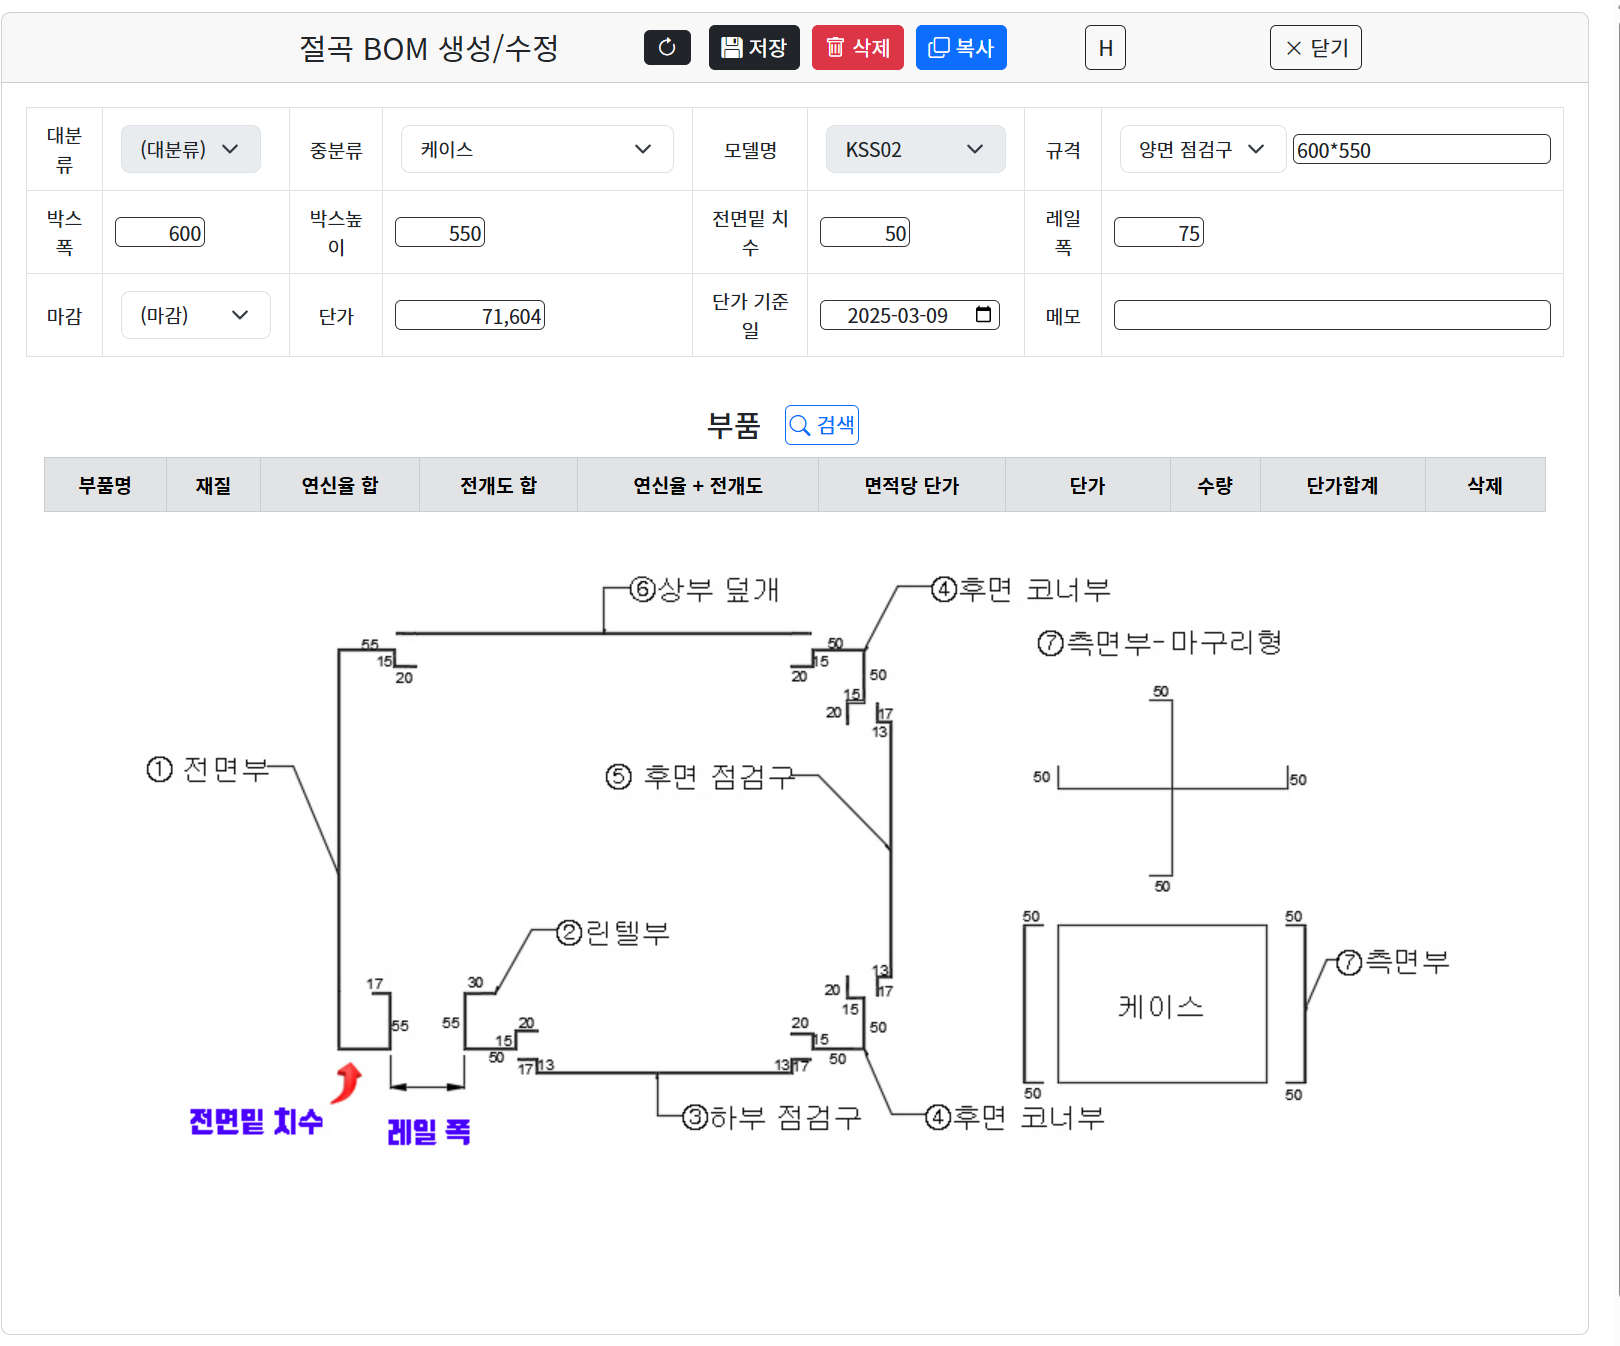 절곡 BOM 생성/수정
저장
삭제
복사
H
× 닫기
대분류
(대분류)
중분류
케이스
모델명
KSS02
규격
양면 점검구
600*550
박스폭
600
박스높이
550
전면밑 치수
50
레일폭
75
마감
(마감)
단가
71,604
단가 기준일
2025-03-09
메모
부품
검색
부품명 재질 연신율 합 전개도 합 연신율 + 전개도 면적당 단가 단가 수량 단가합계 삭제
⑥상부 덮개
④후면 코너부
⑦측면부-마구리형
55
15
20
50
15
20
50
15
20
17
13
50
50
50
50
① 전면부
⑤ 후면 점검구
②린텔부
17
55
30
55
20
15
50
17
13
13
17
20
15
50
20
15
50
13
17
50
50
50
50
케이스
⑦측면부
전면밑 치수
레일 폭
③하부 점검구
④후면 코너부